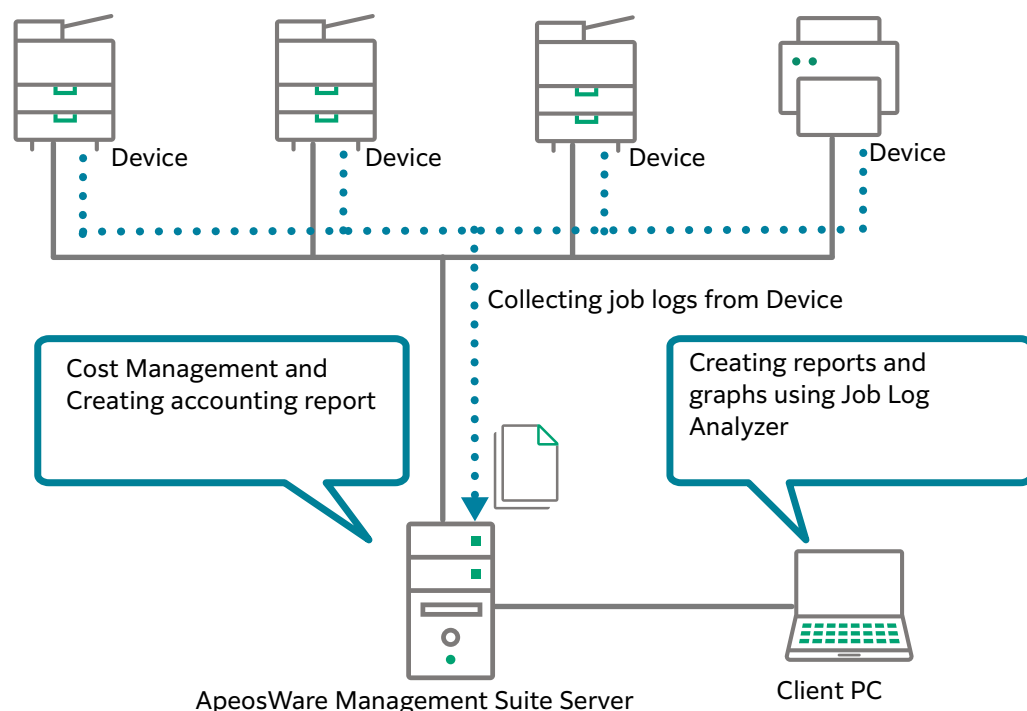 Device
Device
Device
Device
Collecting job logs from Device
Cost Management and
Creating accounting report
Creating reports and
graphs using Job Log
Analyzer
ApeosWare Management Suite Server
Client PC